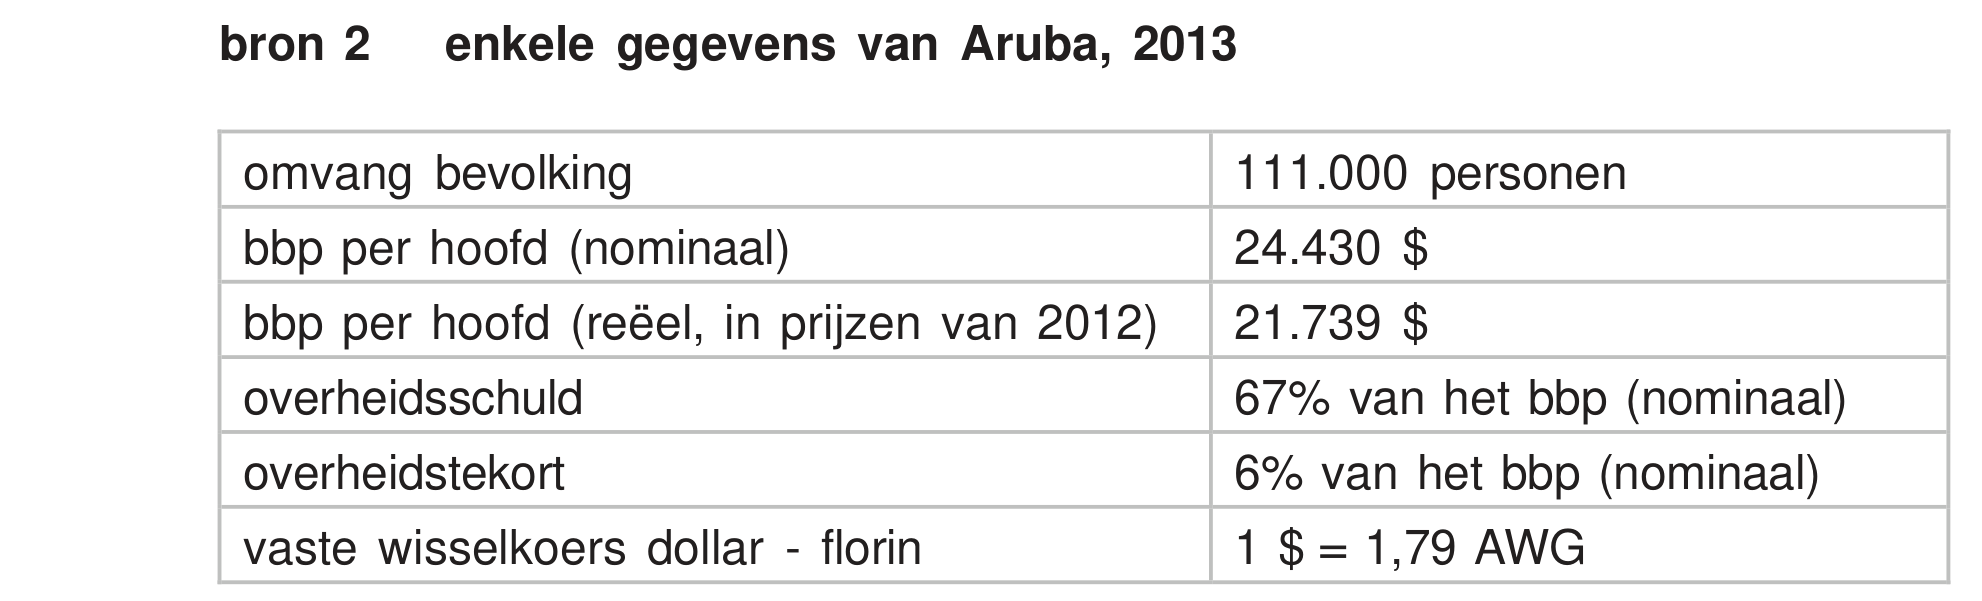 bron 2 enkele gegevens van Aruba, 2013
omvang bevolking 111.000 personen
bbp per hoofd (nominaal) 24.430 $
bbp per hoofd (reëel, in prijzen van 2012) 21.739 $
overheidsschuld 67% van het bbp (nominaal)
overheidstekort 6% van het bbp (nominaal)
vaste wisselkoers dollar - florin 1 $ = 1,79 AWG